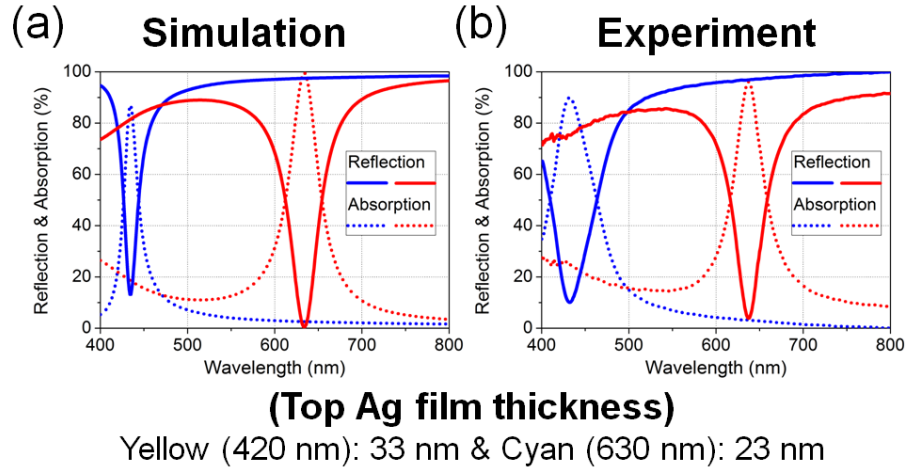 (a) Simulation
Reflection & Absorption (%)
100
80
60
40
20
0
Reflection
Absorption
400 500 600 700 800
Wavelength (nm)
(b) Experiment
Reflection & Absorption (%)
100
80
60
40
20
0
Reflection
Absorption
400 500 600 700 800
Wavelength (nm)
(Top Ag film thickness)
Yellow (420 nm): 33 nm & Cyan (630 nm): 23 nm